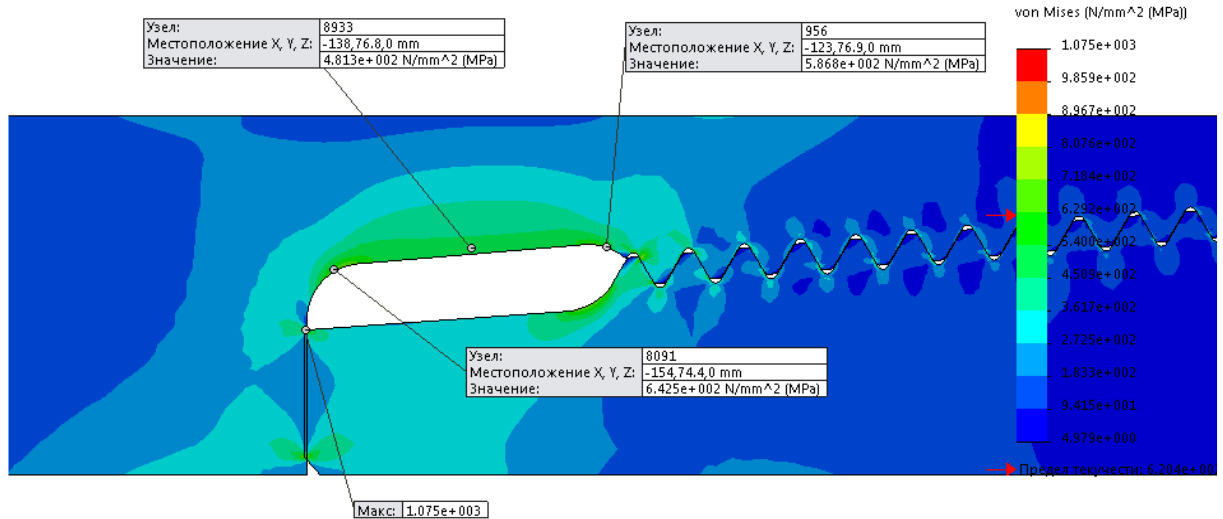 von Mises (N/mm^2 (MPa))
Узел: 8933
Местоположение X, Y, Z: -138,76.8,0 mm
Значение: 4.813e+002 N/mm^2 (MPa)
Узел: 956
Местоположение X, Y, Z: -123,76.9,0 mm
Значение: 5.868e+002 N/mm^2 (MPa)
1.075e+003
9.859e+002
8.967e+002
8.076e+002
7.184e+002
6.292e+002
5.400e+002
4.509e+002
3.617e+002
2.725e+002
1.833e+002
9.415e+001
4.979e+000
Предел текучести: 6.204e+002
Узел: 8091
Местоположение X, Y, Z: -154,74.4,0 mm
Значение: 6.425e+002 N/mm^2 (MPa)
Макс: 1.075e+003